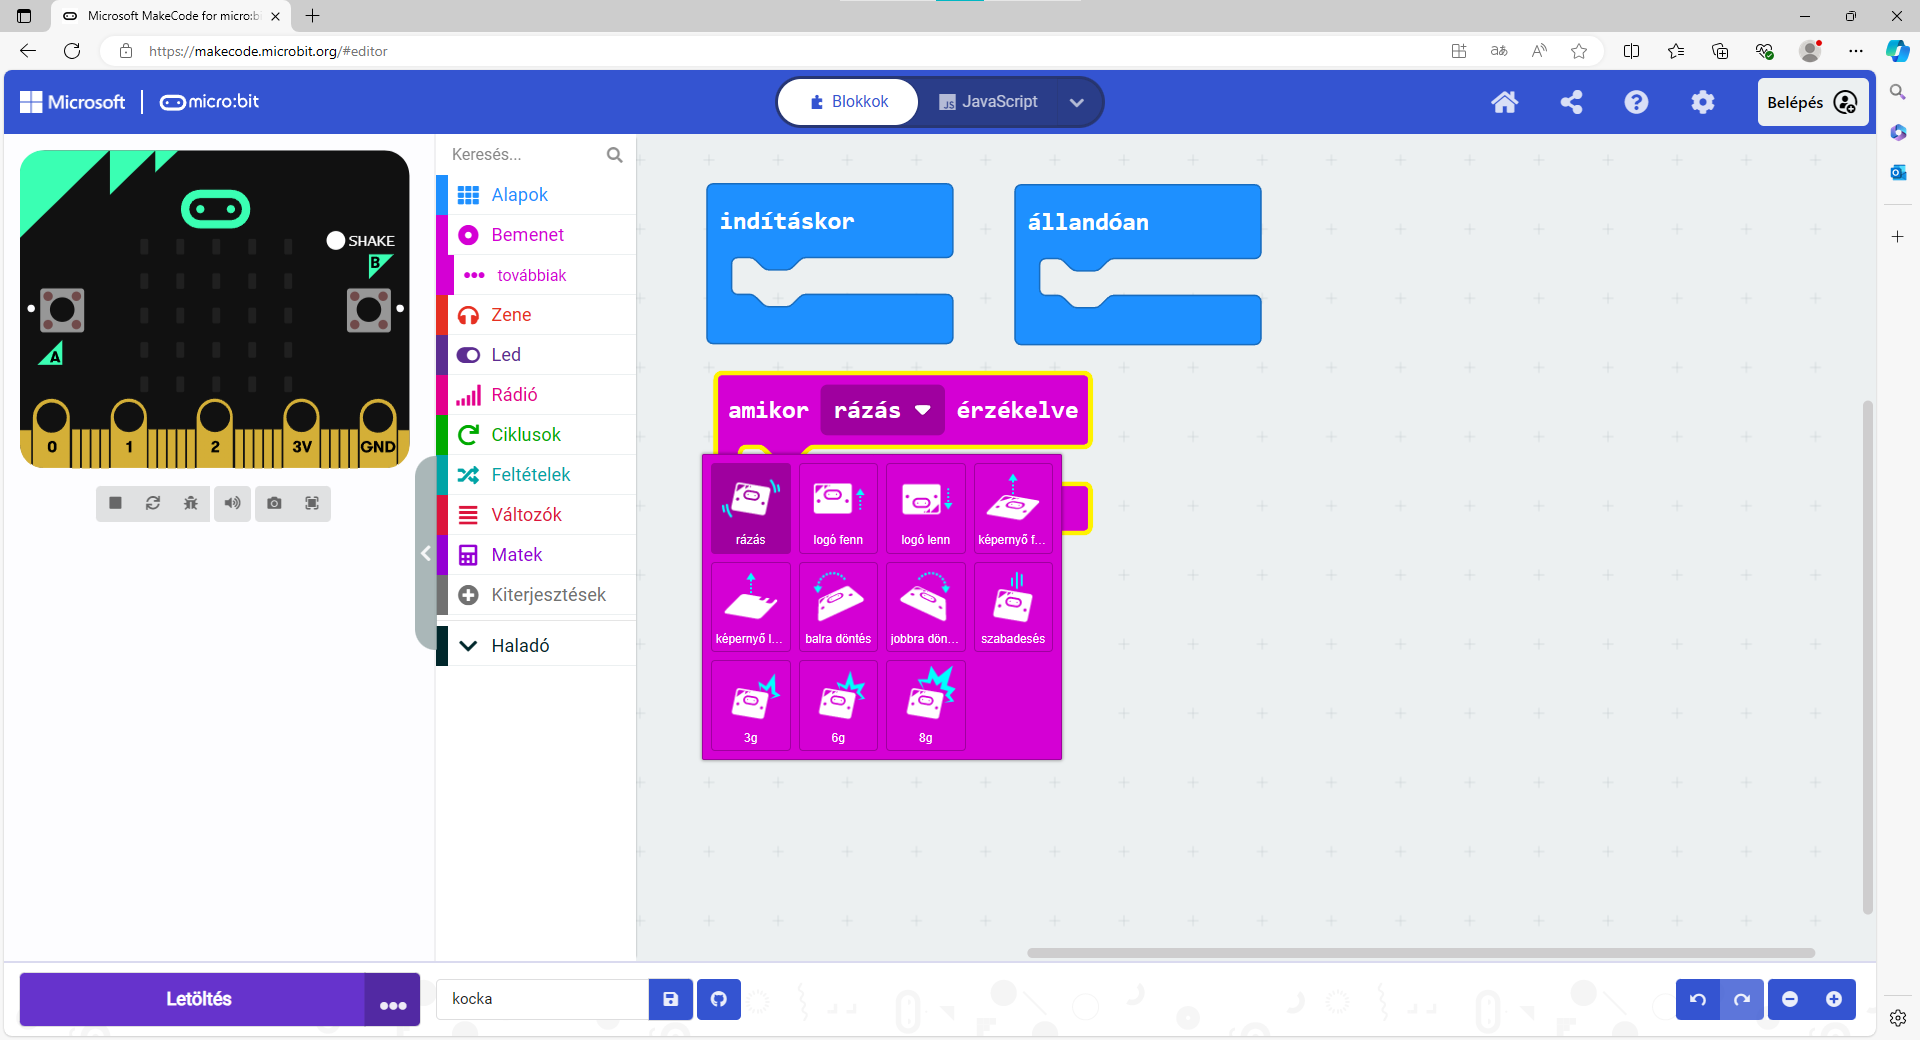 Microsoft MakeCode for micro:bi
https://makecode.microbit.org/#editor
Microsoft
micro:bit
Blokkok
JavaScript
Belépés
Keresés...
Alapok
Bemenet
továbbiak
Zene
Led
Rádió
Ciklusok
Feltételek
Változók
Matek
Kiterjesztések
Haladó
SHAKE
B
A
0
1
2
3V
GND
indításkor
állandóan
amikor rázás érzékelve
rázás
logó fenn
logó lenn
képernyő f...
képernyő l...
balra döntés
jobbra dön...
szabadesés
3g
6g
8g
Letöltés
kocka